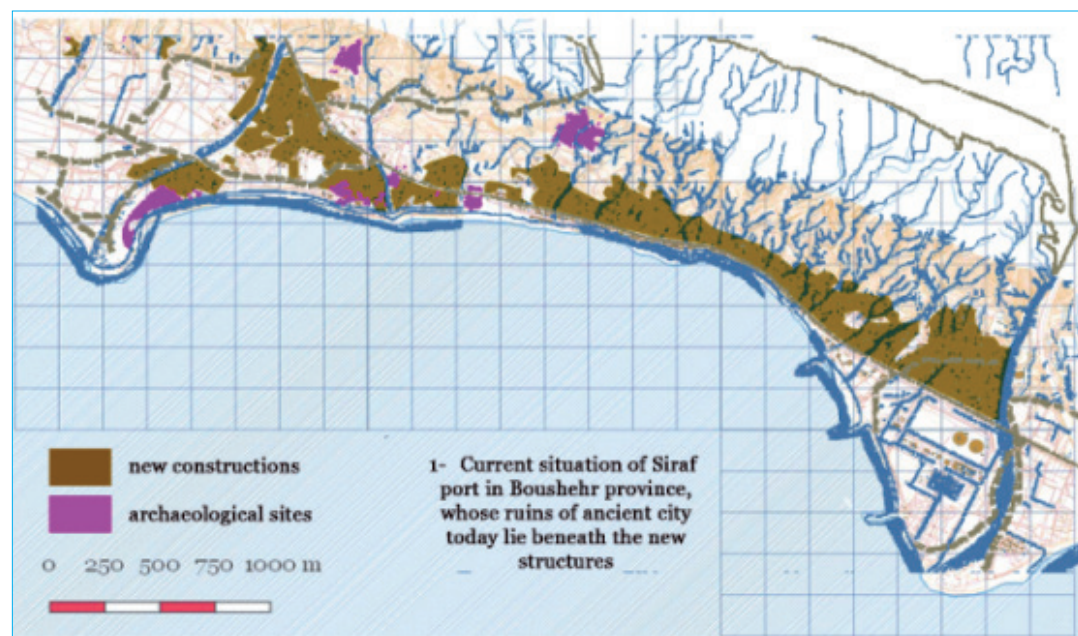 new constructions
archaeological sites
0 250 500 750 1000 m
1- Current situation of Siraf
port in Boushehr province,
whose ruins of ancient city
today lie beneath the new
structures